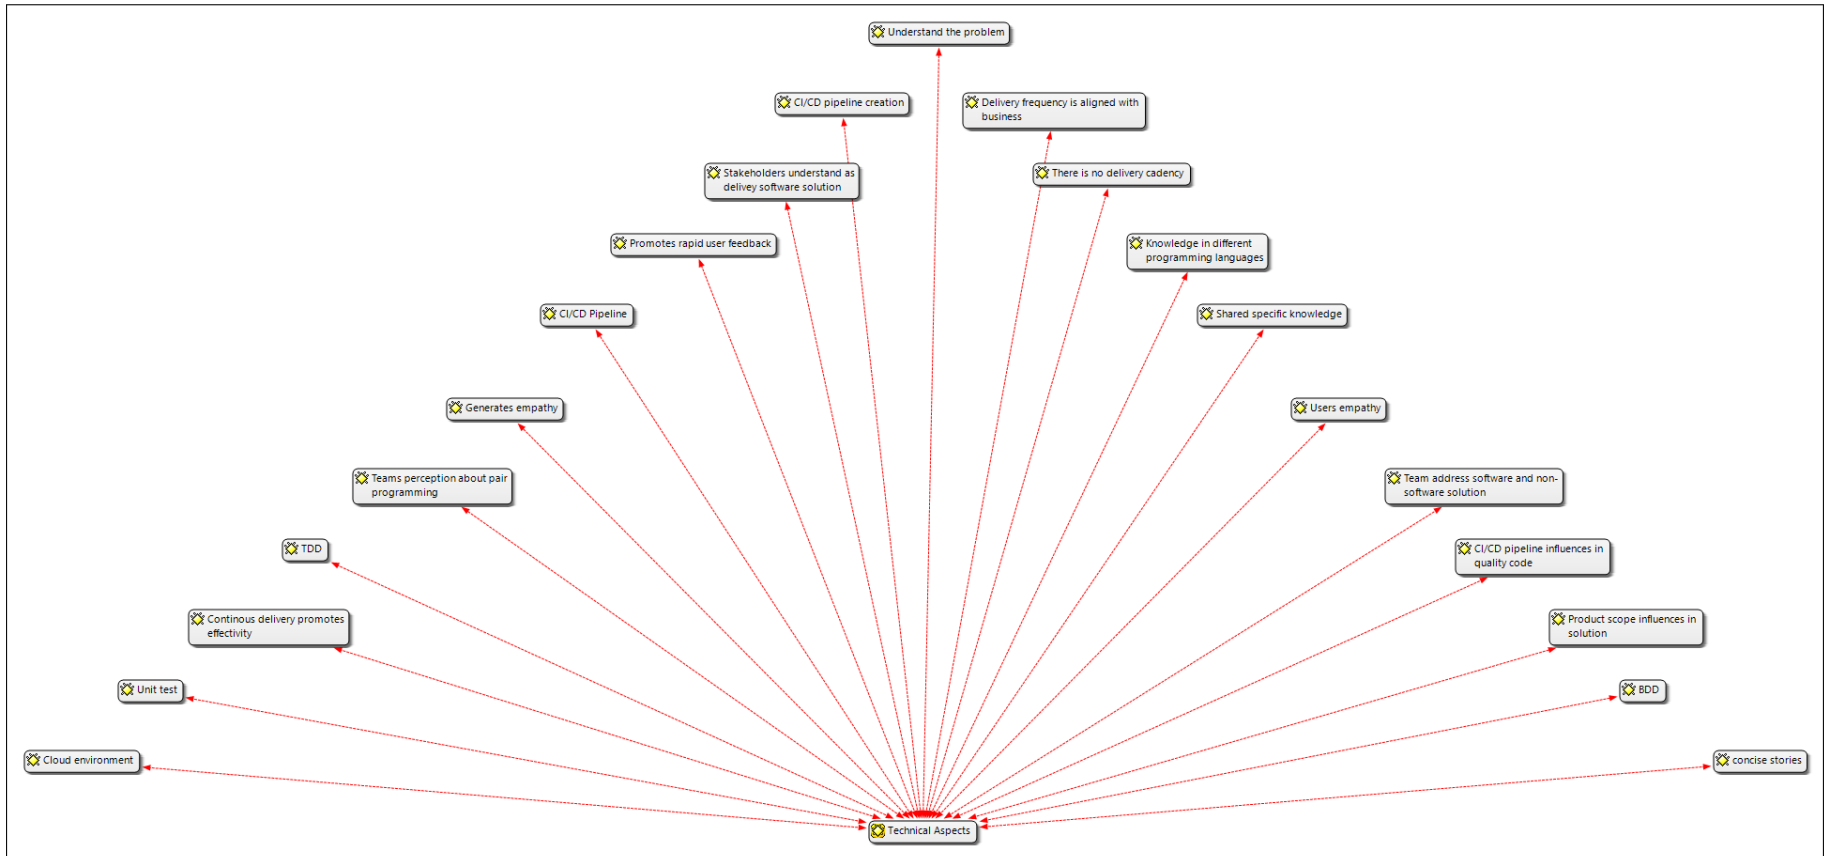 Understand the problem
CI/CD pipeline creation
Delivery frequency is aligned with
business
Stakeholders understand as
delivey software solution
There is no delivery cadency
Promotes rapid user feedback
Knowledge in different
programming languages
CI/CD Pipeline
Shared specific knowledge
Generates empathy
Users empathy
Teams perception about pair
programming
Team address software and non-
software solution
TDD
CI/CD pipeline influences in
quality code
Continous delivery promotes
effectivity
Product scope influences in
solution
Unit test
BDD
Cloud environment
concise stories
Technical Aspects